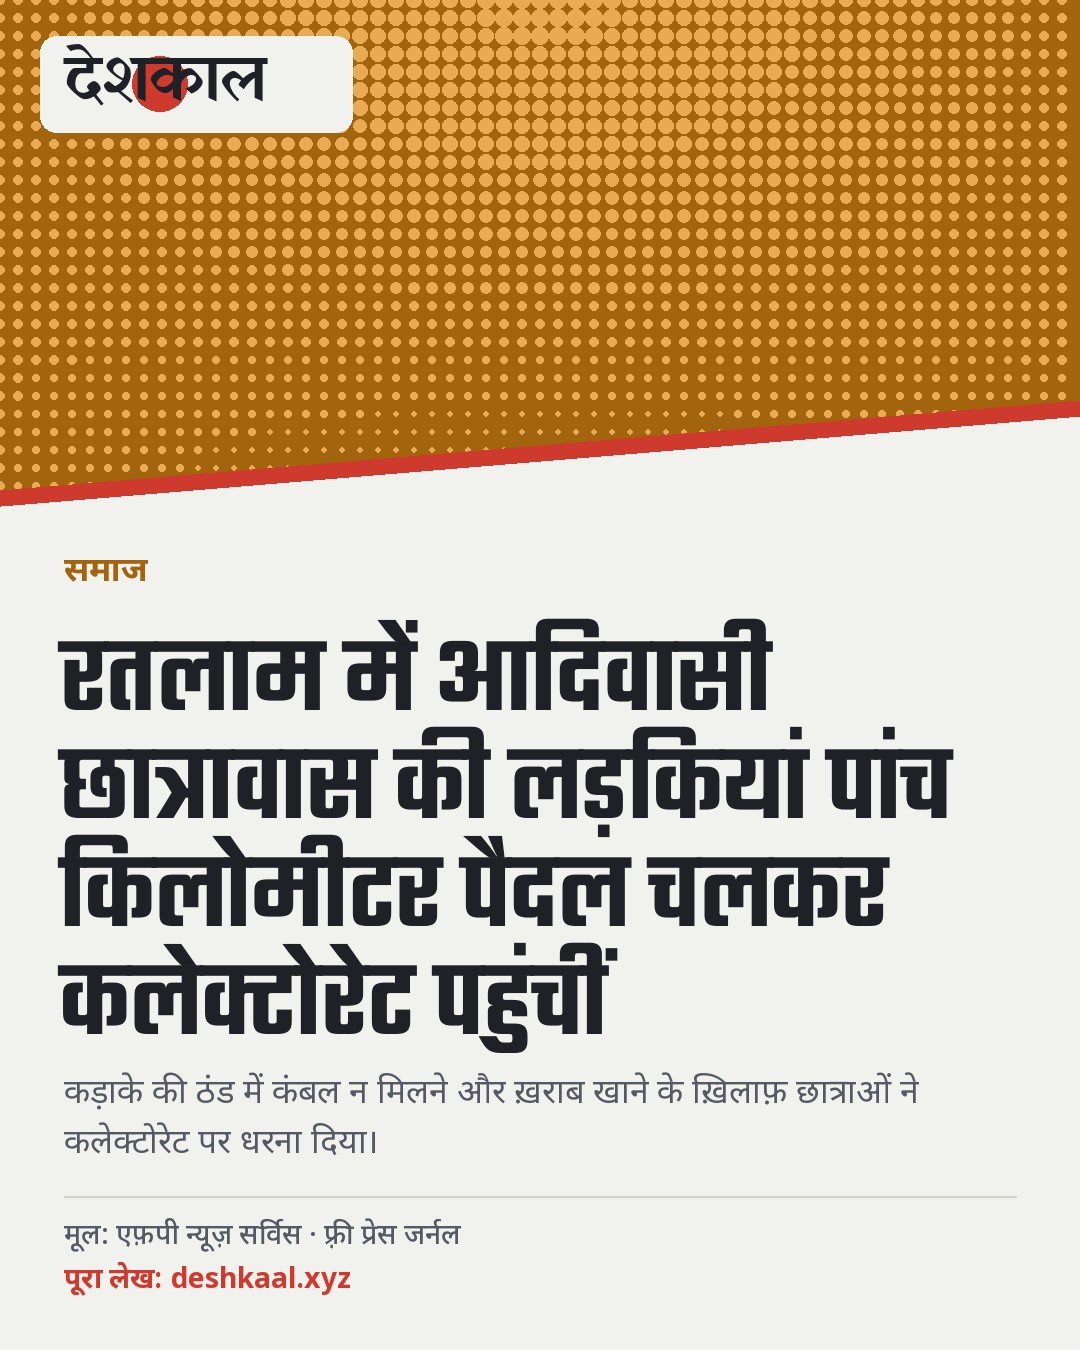 देशकाल
समाज
रतलाम में आदिवासी
छात्रावास की लड़कियां पांच
किलोमीटर पैदल चलकर
कलेक्टोरेट पहुंचीं
कड़ाके की ठंड में कंबल न मिलने और ख़राब खाने के ख़िलाफ़ छात्राओं ने
कलेक्टोरेट पर धरना दिया।
मूल: एफ़पी न्यूज़ सर्विस · फ़्री प्रेस जर्नल
पूरा लेख: deshkaal.xyz